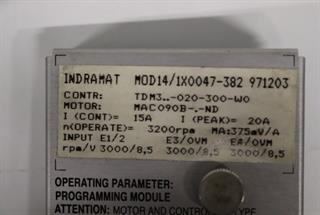 INDRAMAT MOD14/1X0047-382 971203
CONTR: TDM3..-020-300-W0
MOTOR: MAC090B-.-ND
I (CONT)= 15A I (PEAK)= 20A
n(OPERATE)= 3200rpm MA:375mV/A
INPUT E1/2 E3/OVM E4/OVM
rpm/V 3000/8,5 3000/8,5 3000/8,5
OPERATING PARAMETER-
PROGRAMMING MODULE
ATTENTION: MOTOR AND CONTROL TYPE